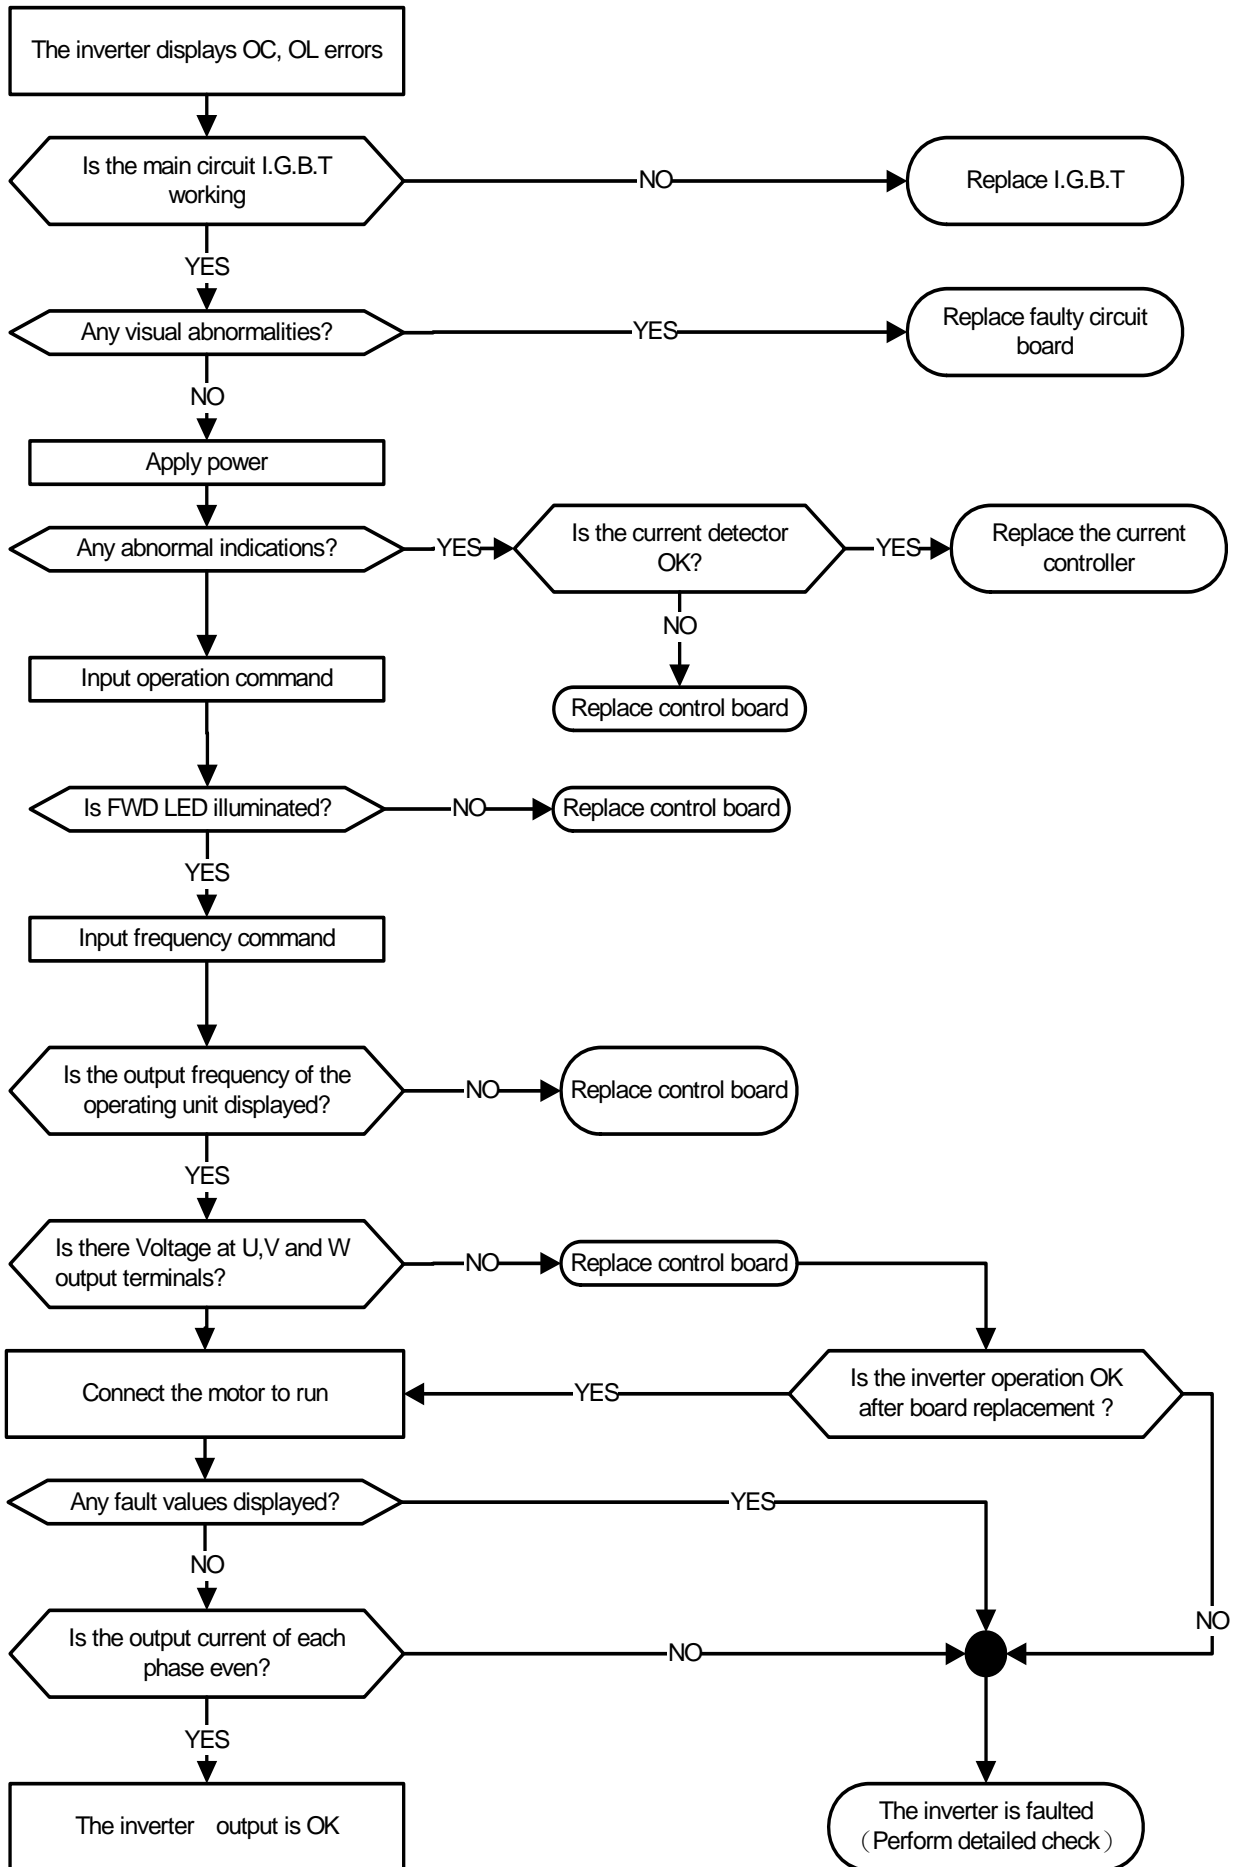 The inverter displays OC, OL errors
Is the main circuit I.G.B.T
working
NO
Replace I.G.B.T
YES
Any visual abnormalities?
YES
Replace faulty circuit
board
NO
Apply power
Any abnormal indications?
YES
Is the current detector
OK?
YES
Replace the current
controller
NO
Replace control board
Input operation command
Is FWD LED illuminated?
NO
Replace control board
YES
Input frequency command
Is the output frequency of the
operating unit displayed?
NO
Replace control board
YES
Is there Voltage at U,V and W
output terminals?
NO
Replace control board
Connect the motor to run
YES
Is the inverter operation OK
after board replacement ?
Any fault values displayed?
YES
NO
NO
Is the output current of each
phase even?
NO
YES
The inverter output is OK
The inverter is faulted
（Perform detailed check）